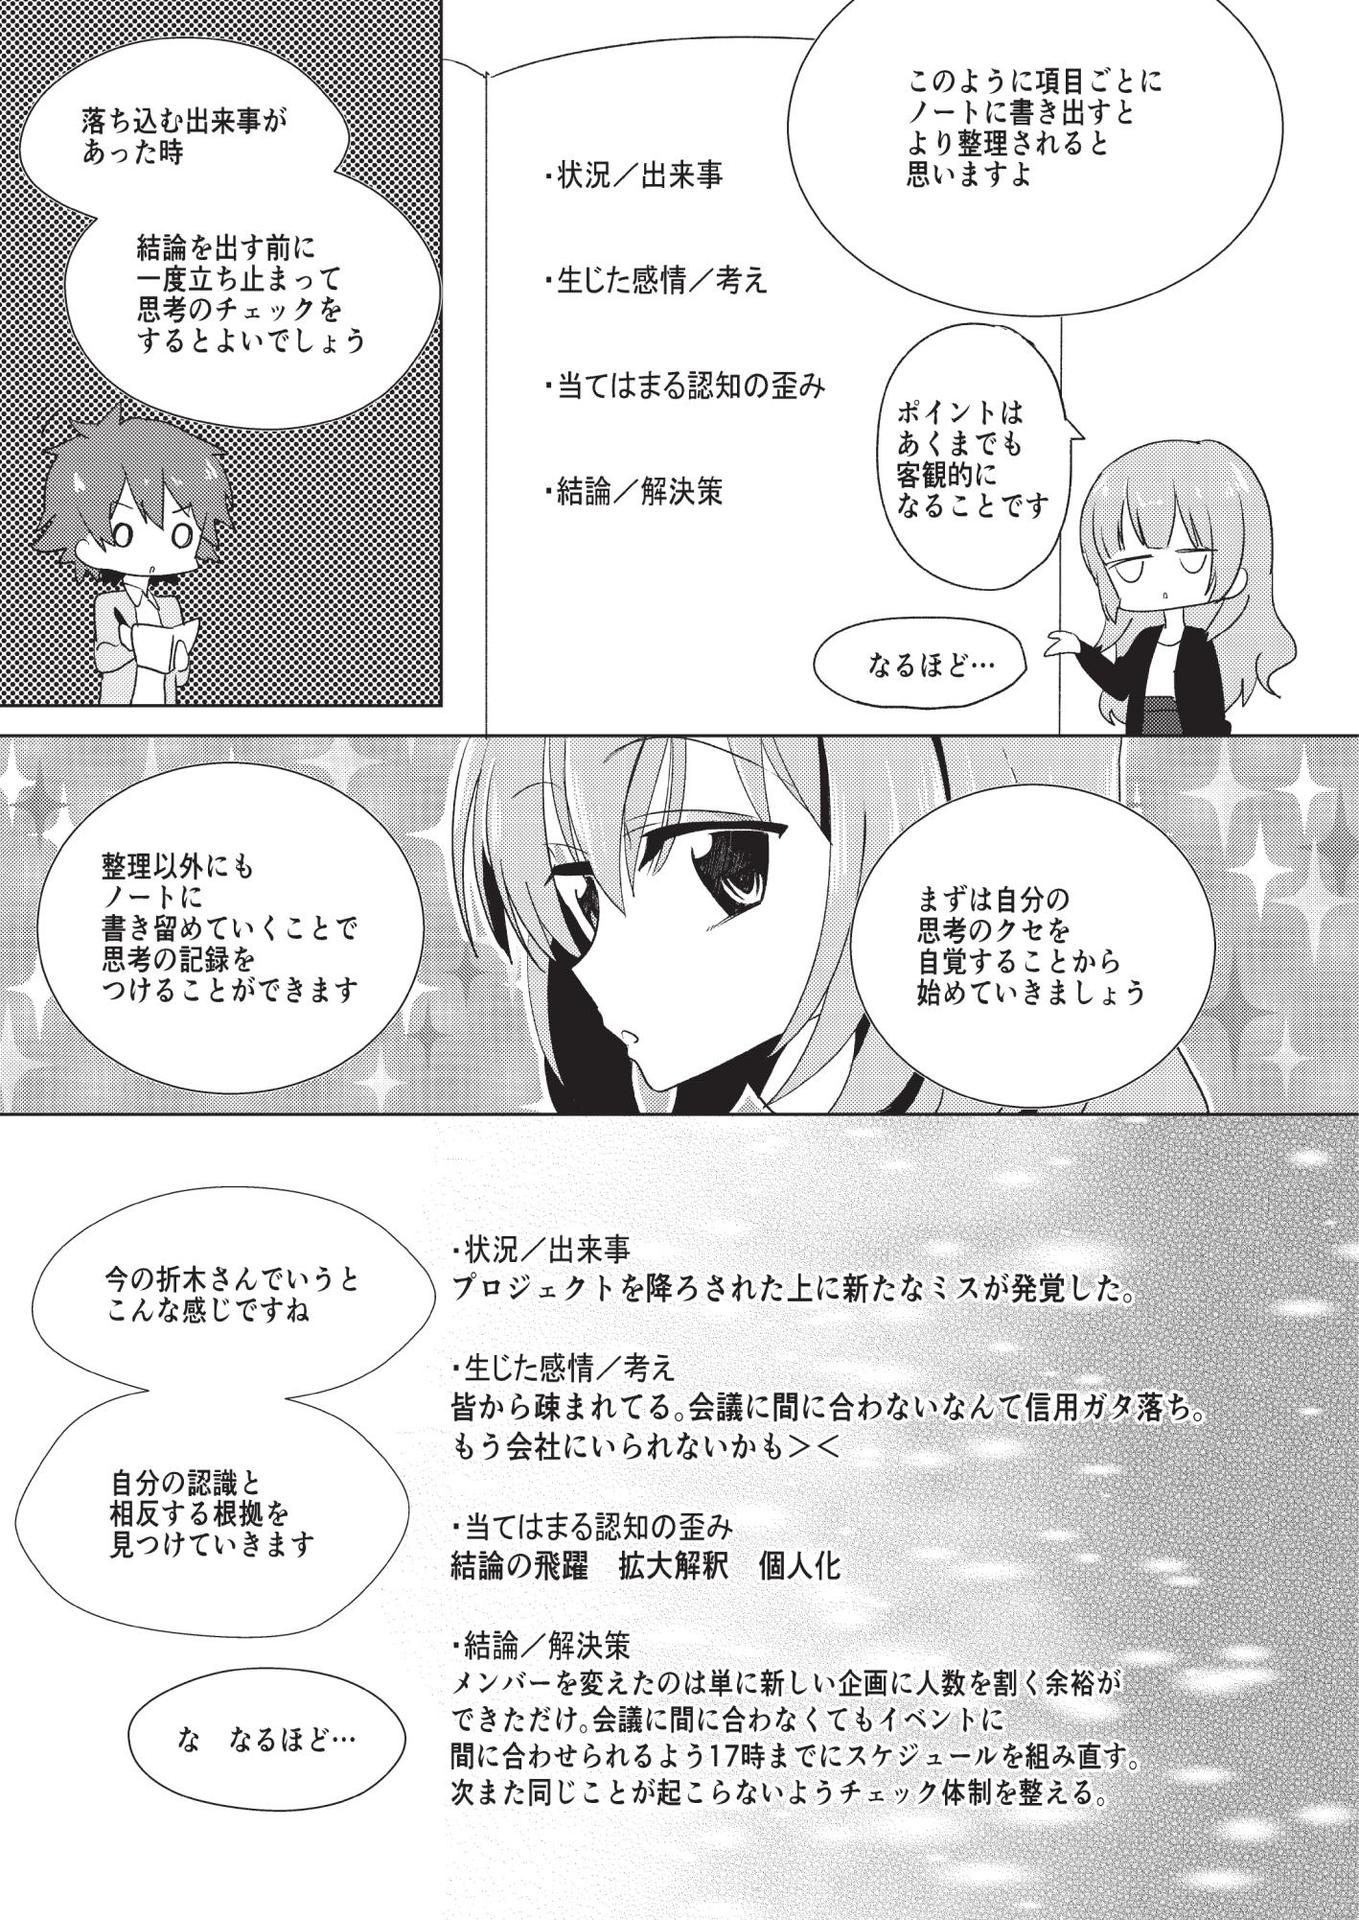 落ち込む出来事が
あった時
結論を出す前に
一度立ち止まって
思考のチェックを
するとよいでしょう
このように項目ごとに
ノートに書き出すと
より整理されると
思いますよ
・状況／出来事
・生じた感情／考え
・当てはまる認知の歪み
・結論／解決策
ポイントは
あくまでも
客観的に
なることです
なるほど…
整理以外にも
ノートに
書き留めていくことで
思考の記録を
つけることができます
まずは自分の
思考のクセを
自覚することから
始めていきましょう
今の折木さんでいうと
こんな感じですね
自分の認識と
相反する根拠を
見つけていきます
な　なるほど…
・状況／出来事
プロジェクトを降ろされた上に新たなミスが発覚した。
・生じた感情／考え
皆から疎まれてる。会議に間に合わないなんて信用ガタ落ち。
もう会社にいられないかも＞＜
・当てはまる認知の歪み
結論の飛躍　拡大解釈　個人化
・結論／解決策
メンバーを変えたのは単に新しい企画に人数を割く余裕が
できただけ。会議に間に合わなくてもイベントに
間に合わせられるよう17時までにスケジュールを組み直す。
次また同じことが起こらないようチェック体制を整える。